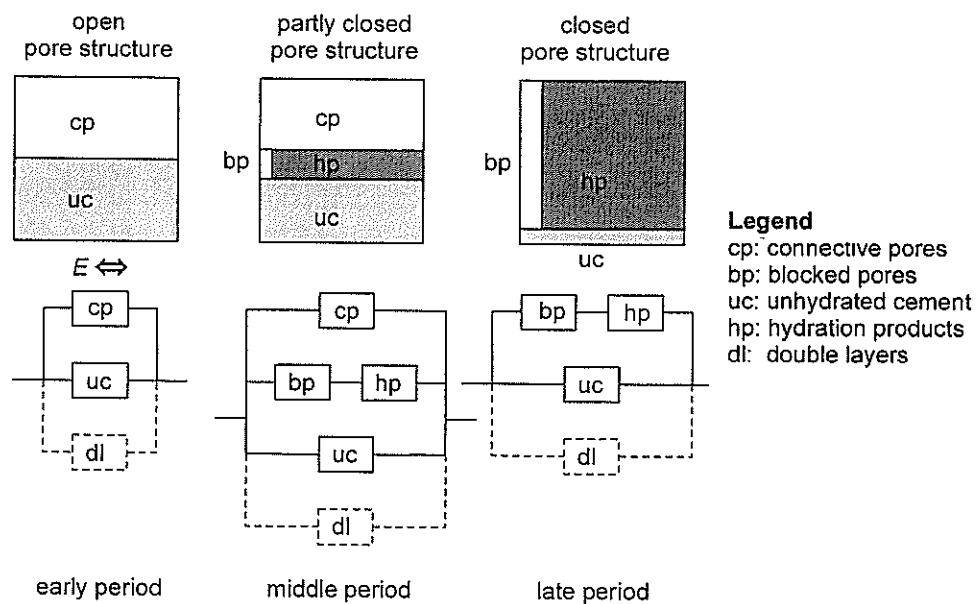 open
pore structure
partly closed
pore structure
closed
pore structure
cp
uc
cp
bp
hp
uc
bp
hp
uc
E ⇔
cp
uc
dl
cp
bp
hp
uc
dl
bp
hp
uc
dl
Legend
cp: connective pores
bp: blocked pores
uc: unhydrated cement
hp: hydration products
dl: double layers
early period
middle period
late period